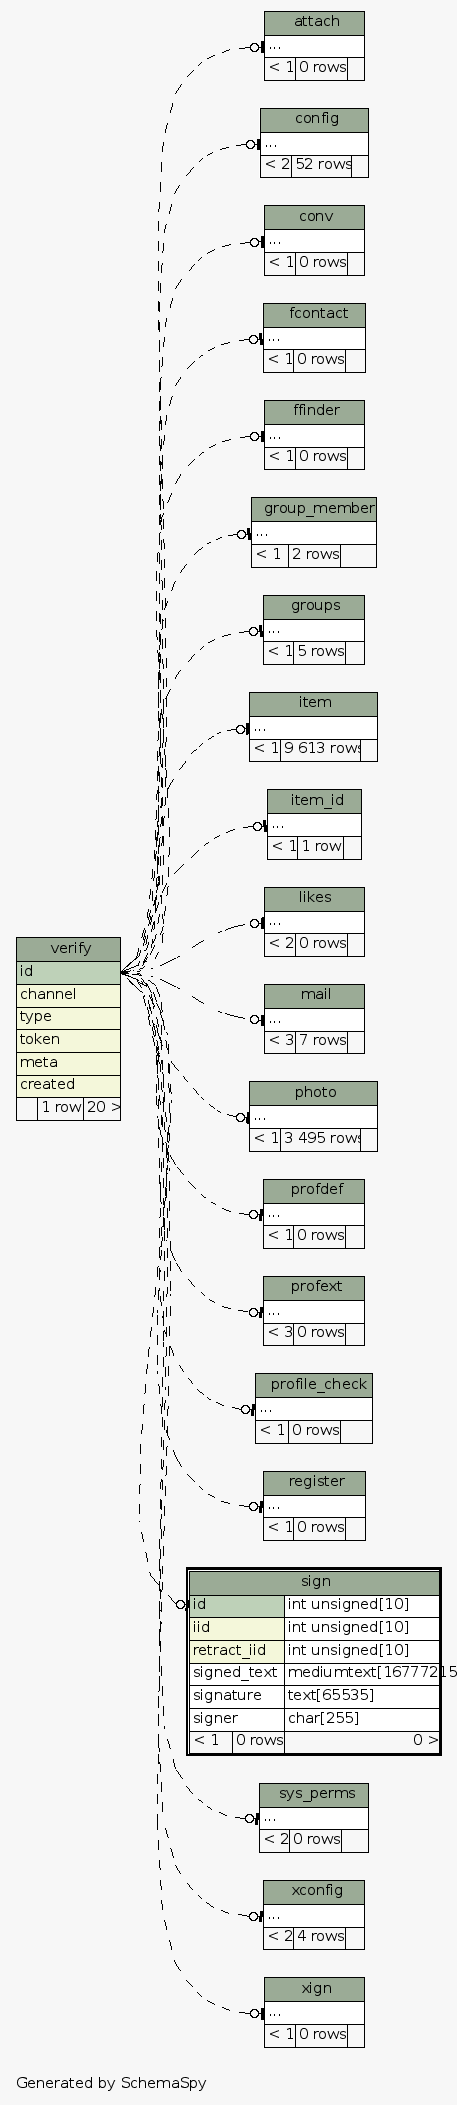 attach
...
< 1 0 rows
config
...
< 2 52 rows
conv
...
< 1 0 rows
fcontact
...
< 1 0 rows
ffinder
...
< 1 0 rows
group_member
...
< 1 2 rows
groups
...
< 1 5 rows
item
...
< 1 9 613 rows
item_id
...
< 1 1 row
likes
...
< 2 0 rows
verify
id
channel
type
token
meta
created
1 row 20 >
mail
...
< 3 7 rows
photo
...
< 1 3 495 rows
profdef
...
< 1 0 rows
profext
...
< 3 0 rows
profile_check
...
< 1 0 rows
register
...
< 1 0 rows
sign
id int unsigned[10]
iid int unsigned[10]
retract_iid int unsigned[10]
signed_text mediumtext[16777215
signature text[65535]
signer char[255]
< 1 0 rows 0 >
sys_perms
...
< 2 0 rows
xconfig
...
< 2 4 rows
xign
...
< 1 0 rows
Generated by SchemaSpy